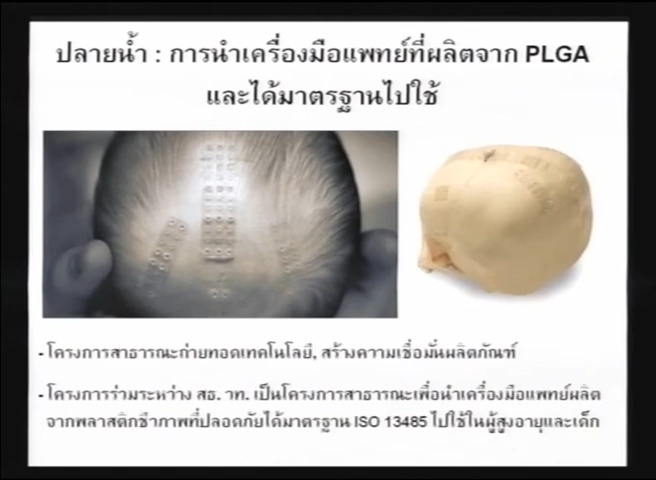 ปลายน้ำ : การนำเครื่องมือแพทย์ที่ผลิตจาก PLGA
และได้มาตรฐานไปใช้
- โครงการสาธารณะถ่ายทอดเทคโนโลยี, สร้างความเชื่อมั่นผลิตภัณฑ์
- โครงการร่วมระหว่าง สธ. วท. เป็นโครงการสาธารณะเพื่อนำเครื่องมือแพทย์ผลิต
จากพลาสติกชีวภาพที่ปลอดภัยได้มาตรฐาน ISO 13485 ไปใช้ในผู้สูงอายุและเด็ก